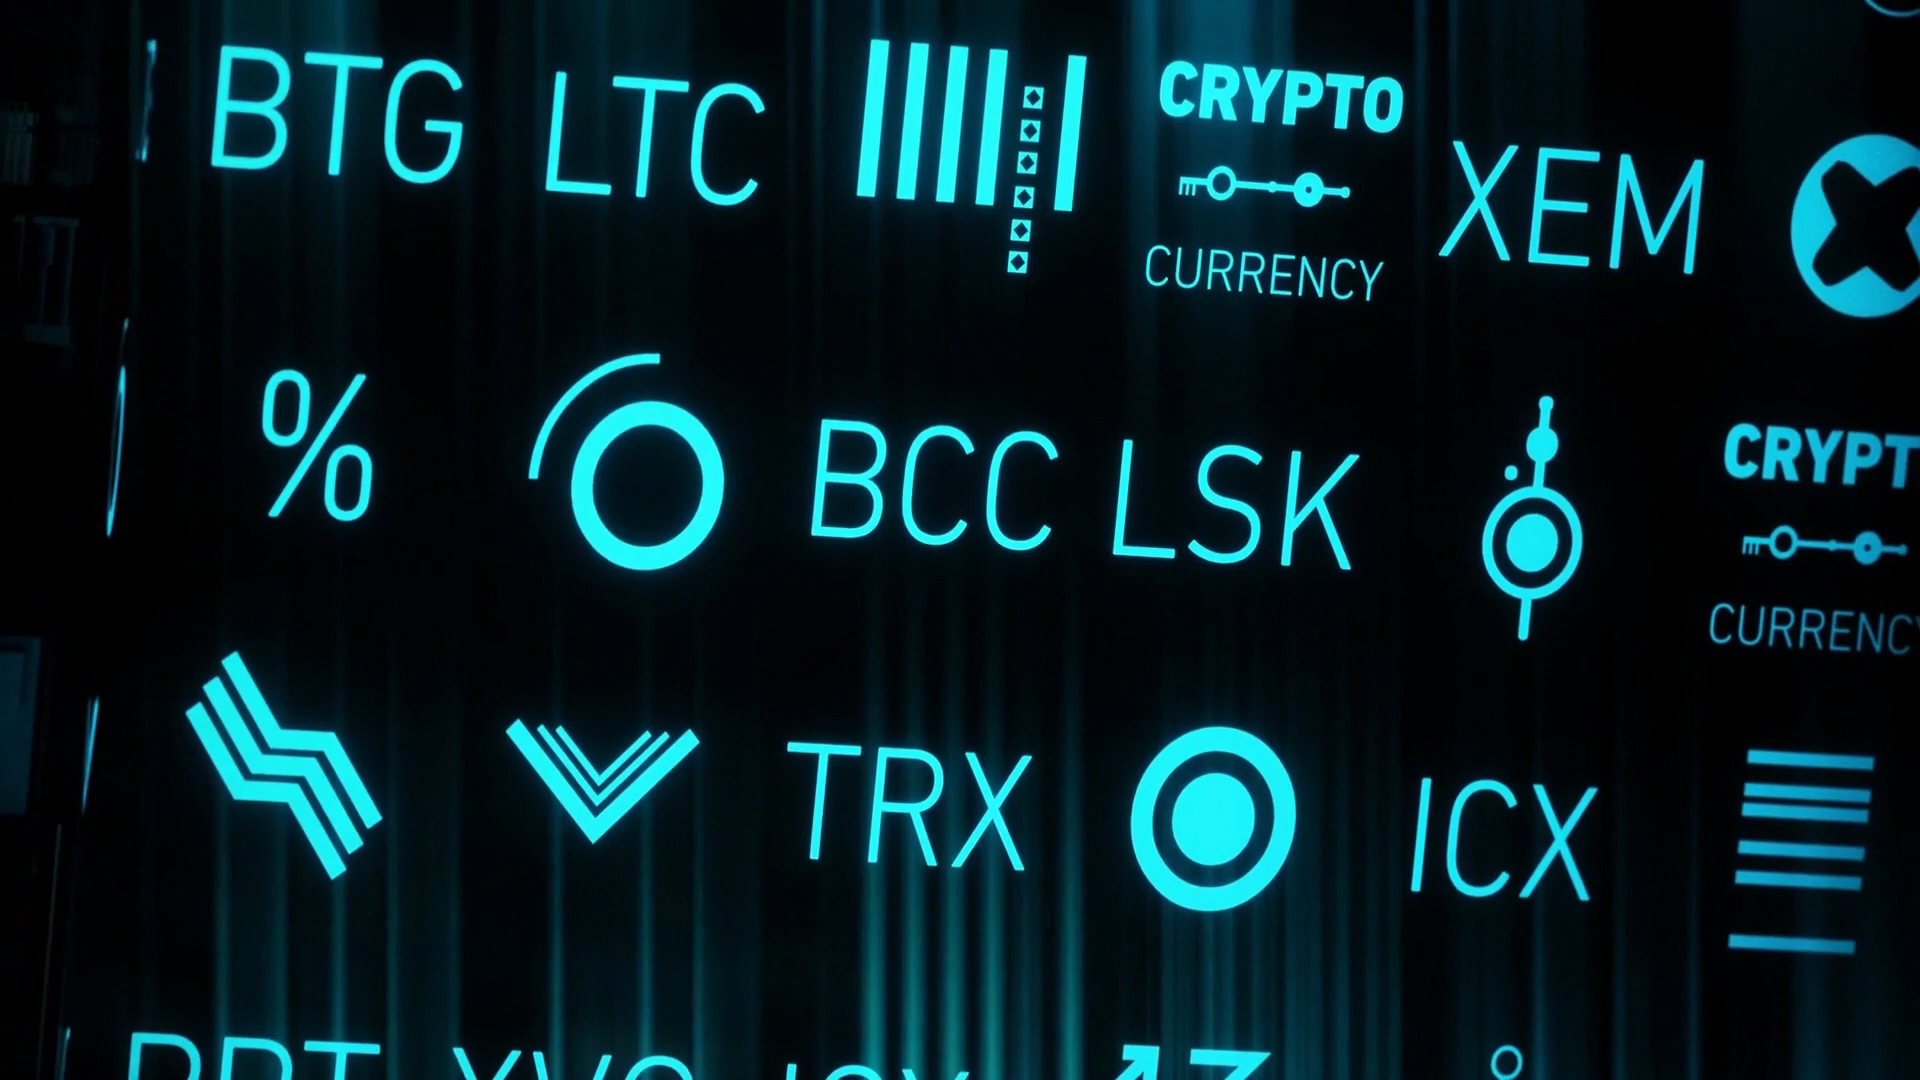 BTG LTC CRYPTO XEM
CURRENCY
% BCC LSK CRYPT
CURRENC
TRX ICX